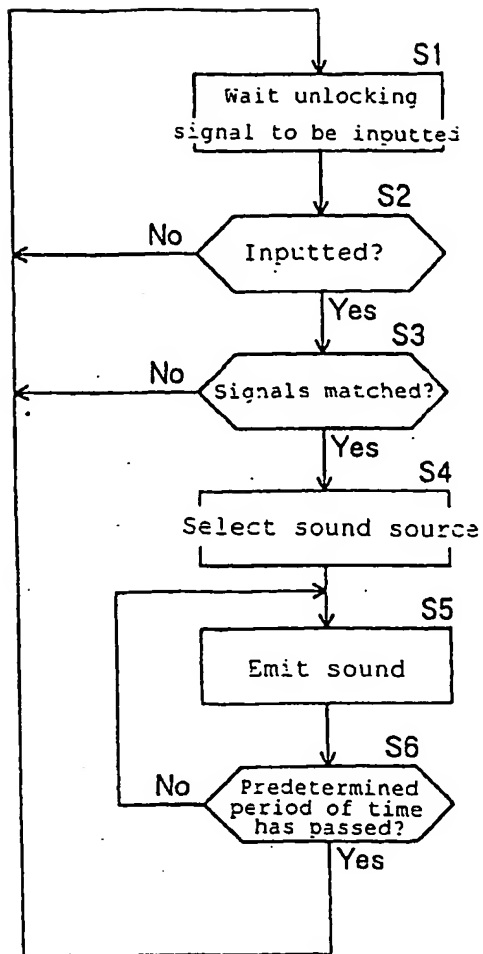 S1
Wait unlocking
signal to be inputted
S2
No
Inputted?
Yes
S3
No
Signals matched?
Yes
S4
Select sound source
S5
Emit sound
S6
No
Predetermined
period of time
has passed?
Yes